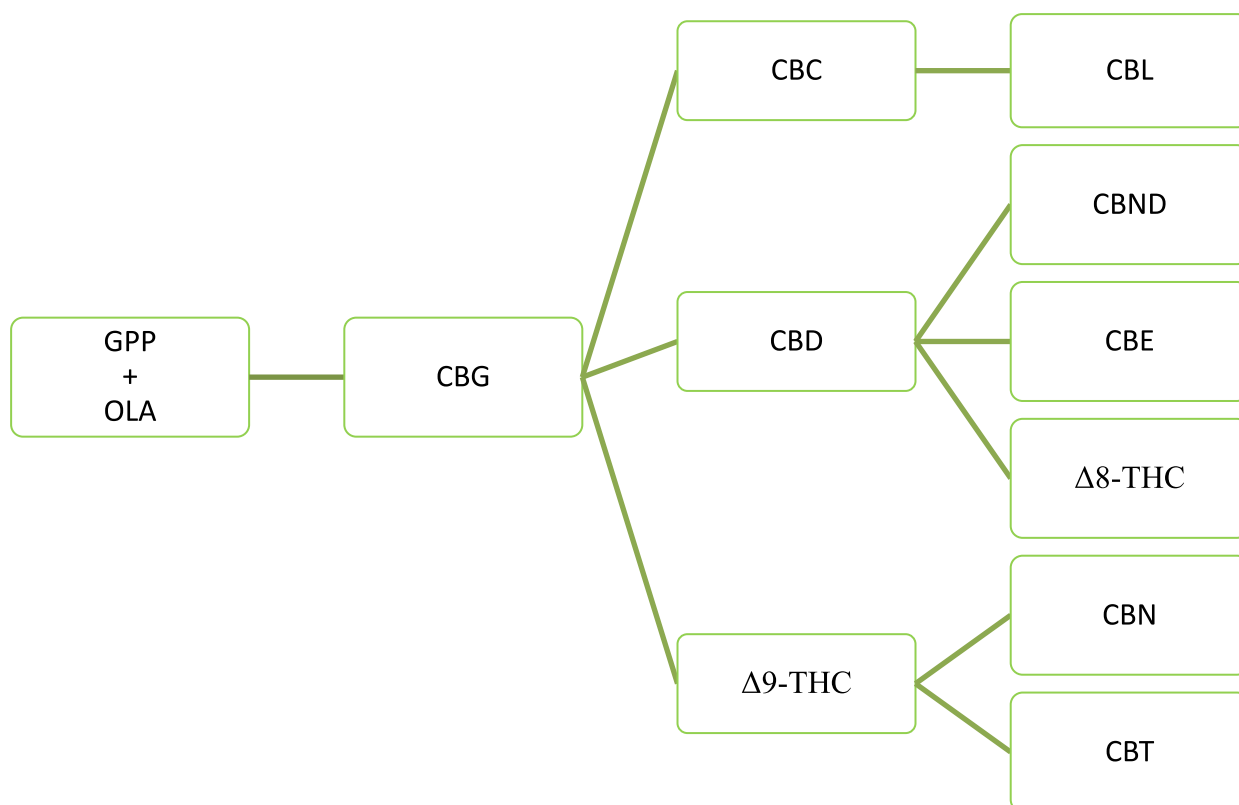 GPP
+
OLA
CBG
CBC
CBD
Δ9-THC
CBL
CBND
CBE
Δ8-THC
CBN
CBT